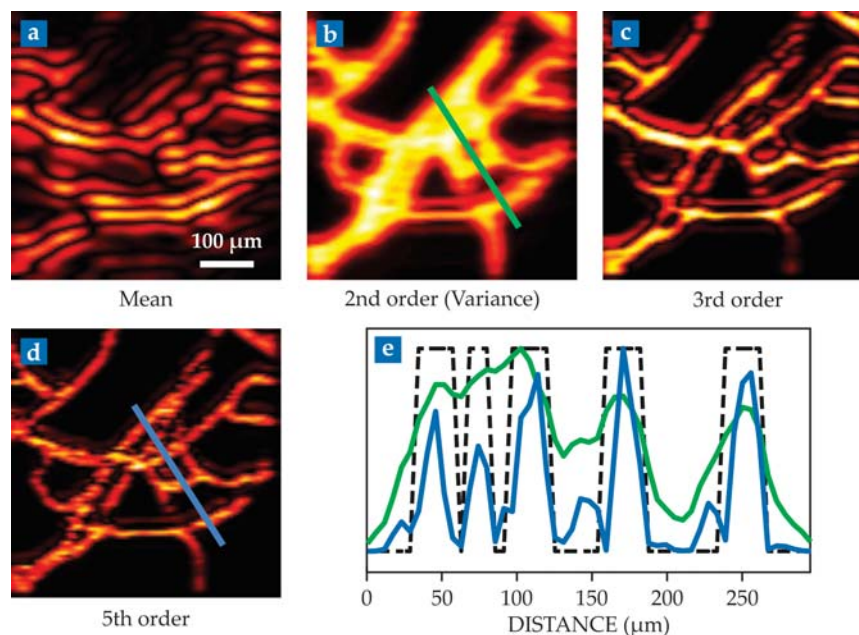 a
b
c
100 μm
Mean
2nd order (Variance)
3rd order
d
e
5th order
0 50 100 150 200 250
DISTANCE (μm)